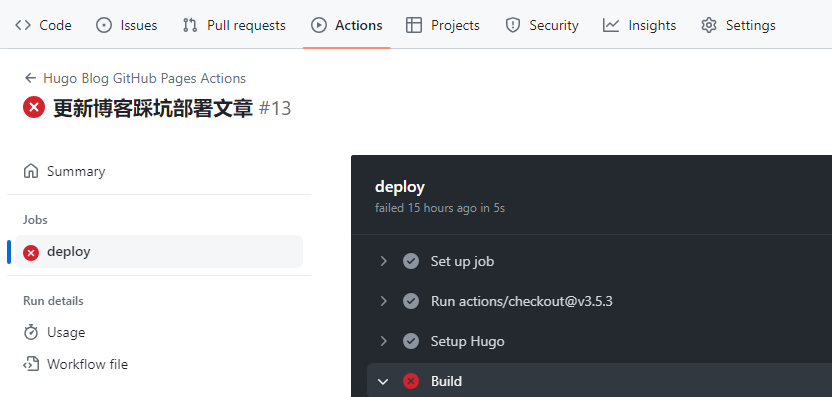 Code Issues Pull requests Actions Projects Security Insights Settings
Hugo Blog GitHub Pages Actions
更新博客踩坑部署文章 #13
Summary
Jobs
deploy
Run details
Usage
Workflow file
deploy
failed 15 hours ago in 5s
Set up job
Run actions/checkout@v3.5.3
Setup Hugo
Build